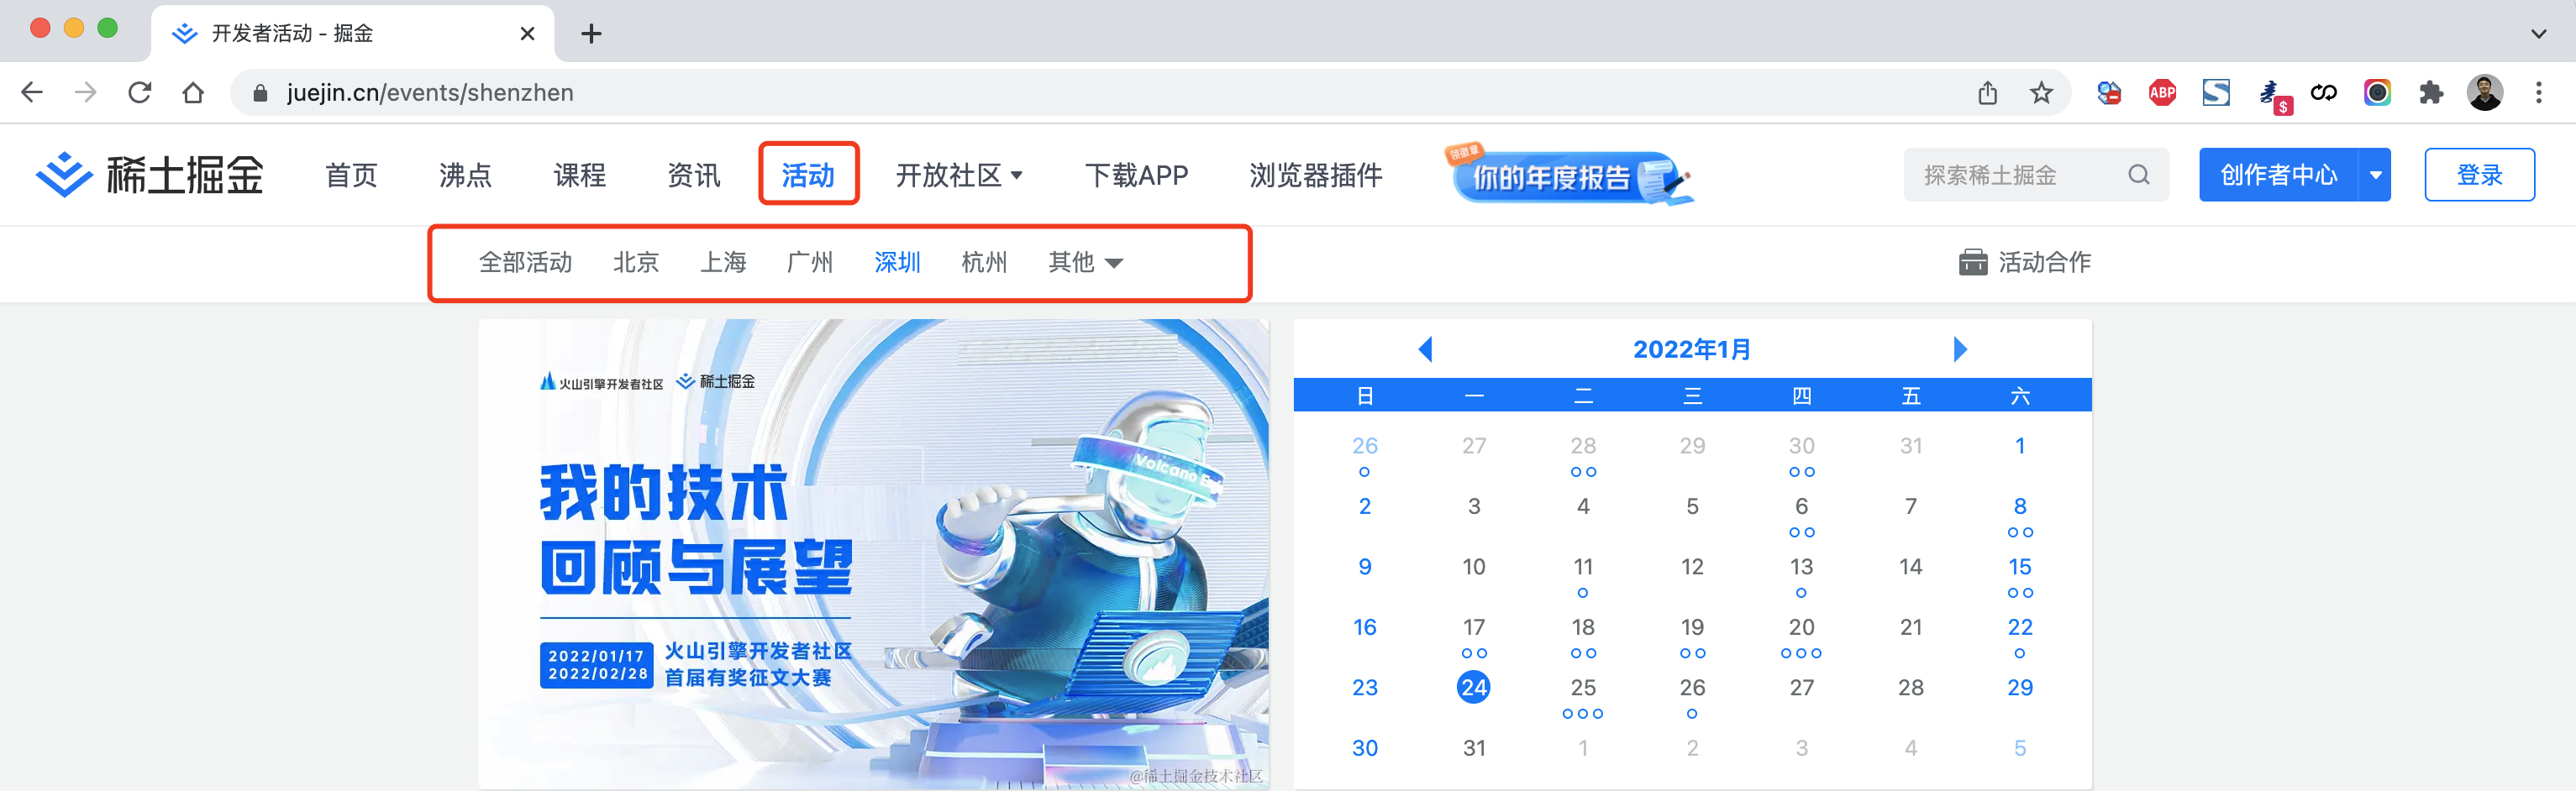 开发者活动 - 掘金
juejin.cn/events/shenzhen
ABP
$
稀土掘金 首页 沸点 课程 资讯 活动 开放社区 下载APP 浏览器插件 领徽章 你的年度报告 探索稀土掘金 创作者中心 登录
全部活动 北京 上海 广州 深圳 杭州 其他 活动合作
火山引擎开发者社区 稀土掘金
Volcano
我的技术
回顾与展望
2022/01/17
2022/02/28
火山引擎开发者社区
首届有奖征文大赛
@稀土掘金技术社区
2022年1月
日 一 二 三 四 五 六
26 27 28 29 30 31 1
2 3 4 5 6 7 8
9 10 11 12 13 14 15
16 17 18 19 20 21 22
23 24 25 26 27 28 29
30 31 1 2 3 4 5